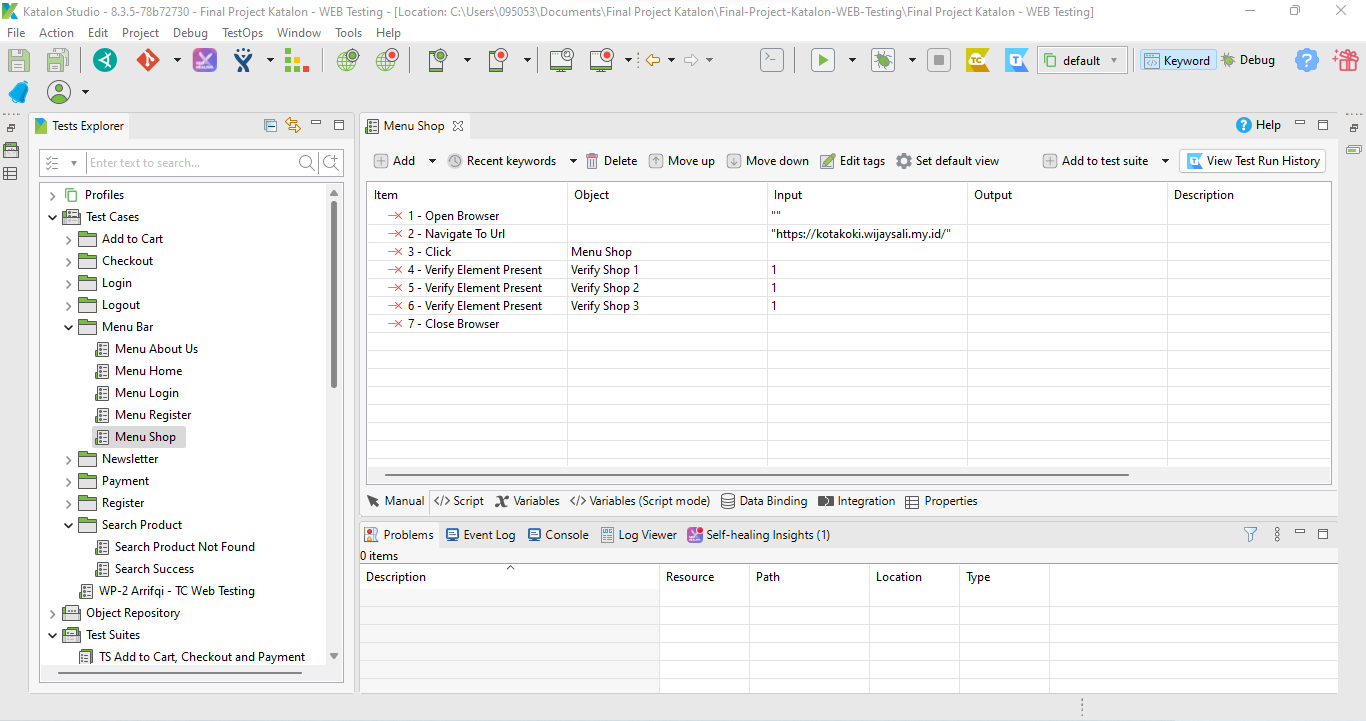 Katalon Studio - 8.3.5-78b72730 - Final Project Katalon - WEB Testing - [Location: C:\Users\095053\Documents\Final Project Katalon\Final-Project-Katalon-WEB-Testing\Final Project Katalon - WEB Testing]
File Action Edit Project Debug TestOps Window Tools Help
default Keyword Debug
Tests Explorer
Enter text to search...
Profiles
Test Cases
Add to Cart
Checkout
Login
Logout
Menu Bar
Menu About Us
Menu Home
Menu Login
Menu Register
Menu Shop
Newsletter
Payment
Register
Search Product
Search Product Not Found
Search Success
WP-2 Arrifqi - TC Web Testing
Object Repository
Test Suites
TS Add to Cart, Checkout and Payment
Menu Shop Help
Add Recent keywords Delete Move up Move down Edit tags Set default view Add to test suite View Test Run History
Item Object Input Output Description
1 - Open Browser ""
2 - Navigate To Url "https://kotakoki.wijaysali.my.id/"
3 - Click Menu Shop
4 - Verify Element Present Verify Shop 1 1
5 - Verify Element Present Verify Shop 2 1
6 - Verify Element Present Verify Shop 3 1
7 - Close Browser
Manual </> Script Variables </> Variables (Script mode) Data Binding Integration Properties
Problems Event Log Console Log Viewer Self-healing Insights (1)
0 items
Description Resource Path Location Type